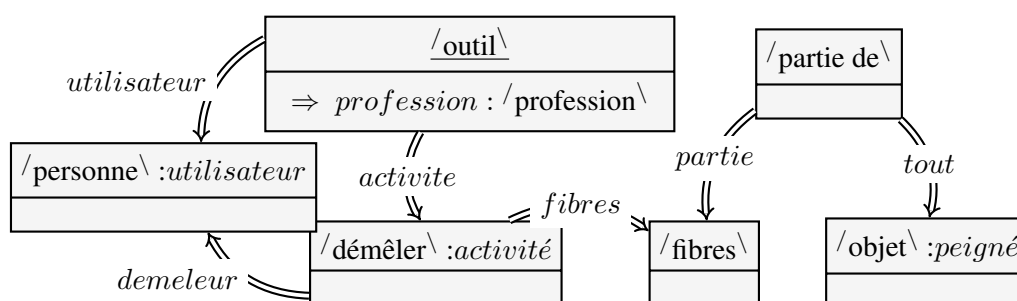 /outil\
/partie de\
utilisateur
⇒ profession : /profession\
/personne\ :utilisateur
activite
partie
tout
fibres
/démêler\ :activité
/fibres\
/objet\ :peigné
demeleur